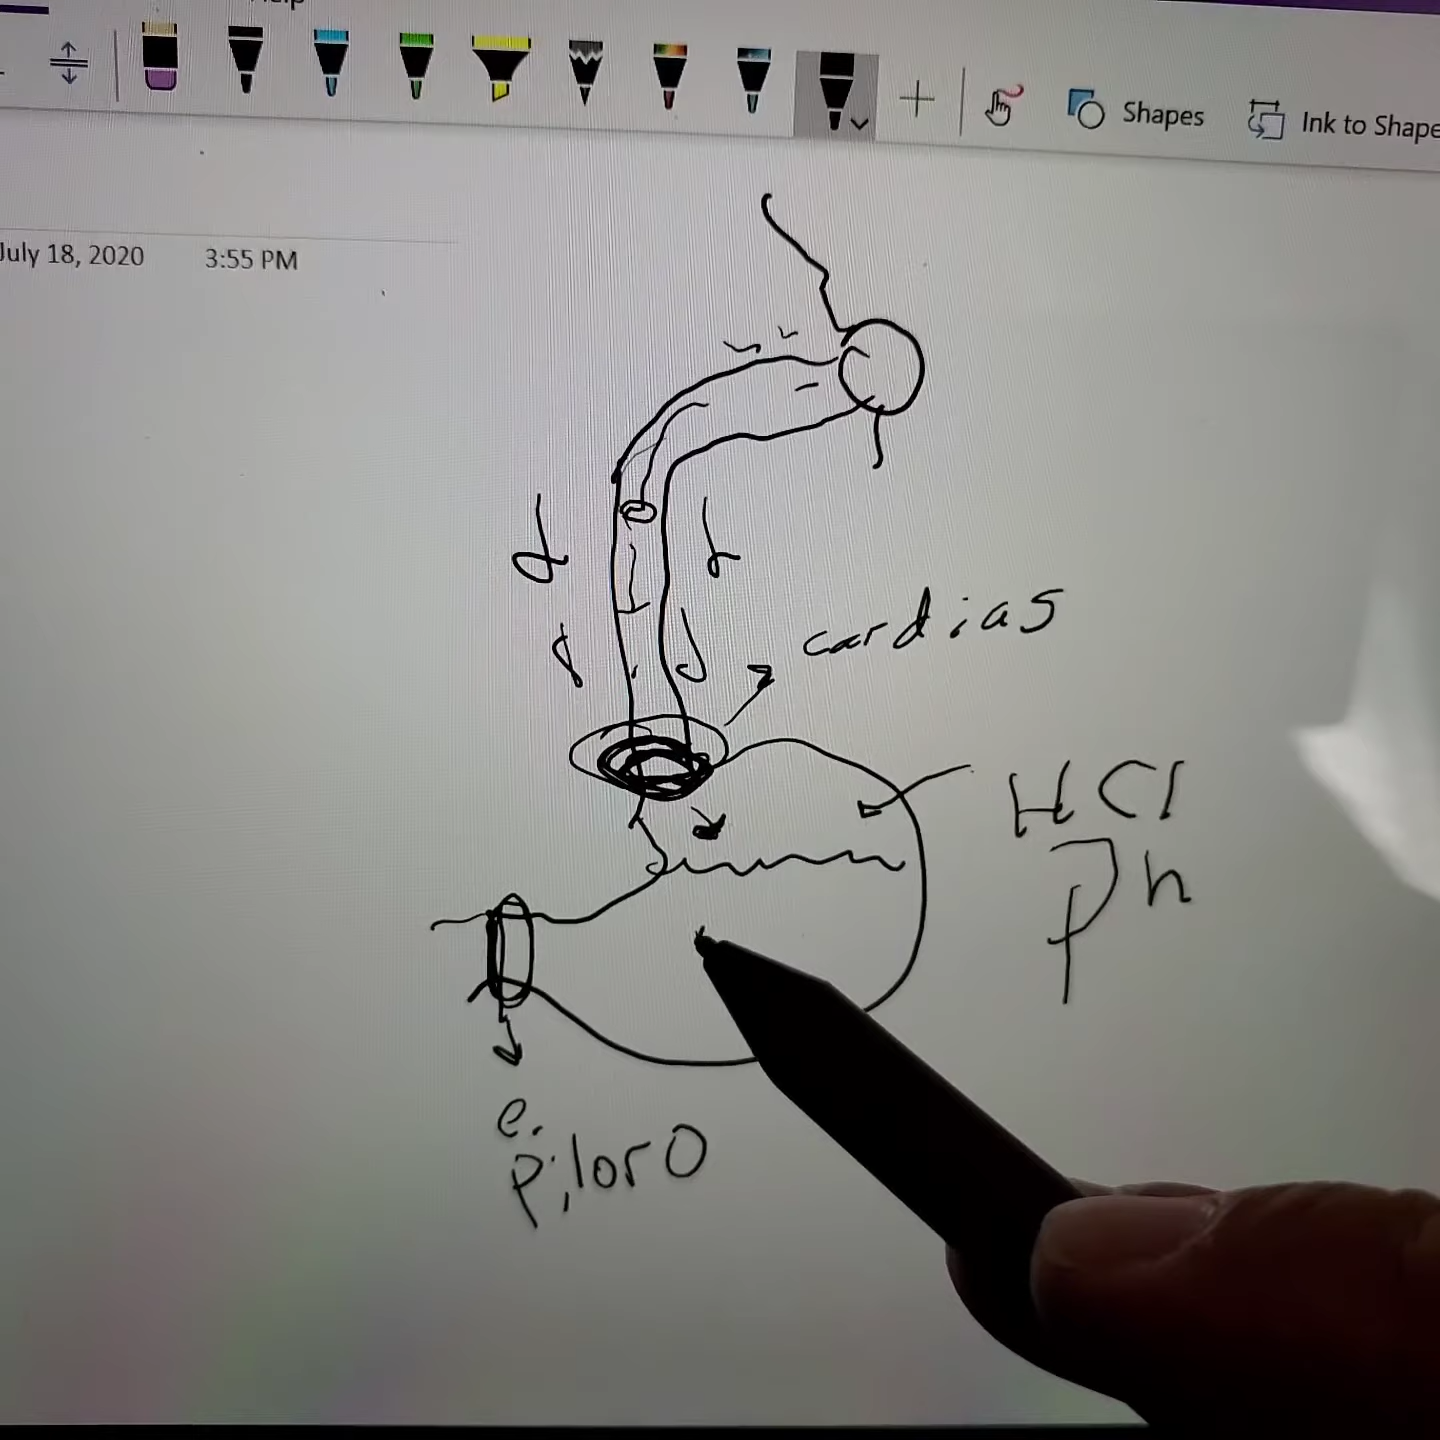 Shapes
Ink to Shape
July 18, 2020 3:55 PM
cardias
HCl
Ph
e.
piloro